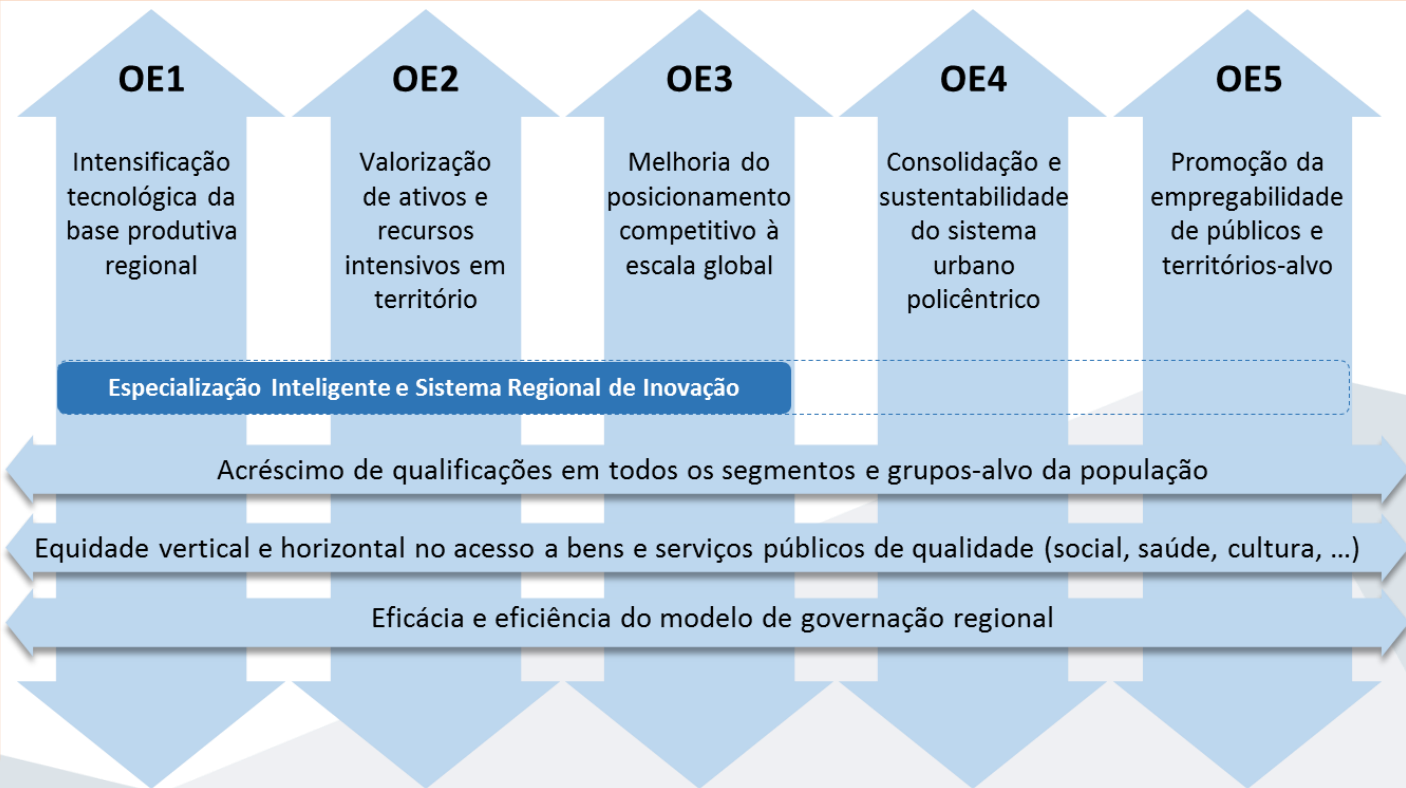 OE1
Intensificação
tecnológica da
base produtiva
regional
OE2
Valorização
de ativos e
recursos
intensivos em
território
OE3
Melhoria do
posicionamento
competitivo à
escala global
OE4
Consolidação e
sustentabilidade
do sistema
urbano
policêntrico
OE5
Promoção da
empregabilidade
de públicos e
territórios-alvo
Especialização Inteligente e Sistema Regional de Inovação
Acréscimo de qualificações em todos os segmentos e grupos-alvo da população
Equidade vertical e horizontal no acesso a bens e serviços públicos de qualidade (social, saúde, cultura, ...)
Eficácia e eficiência do modelo de governação regional